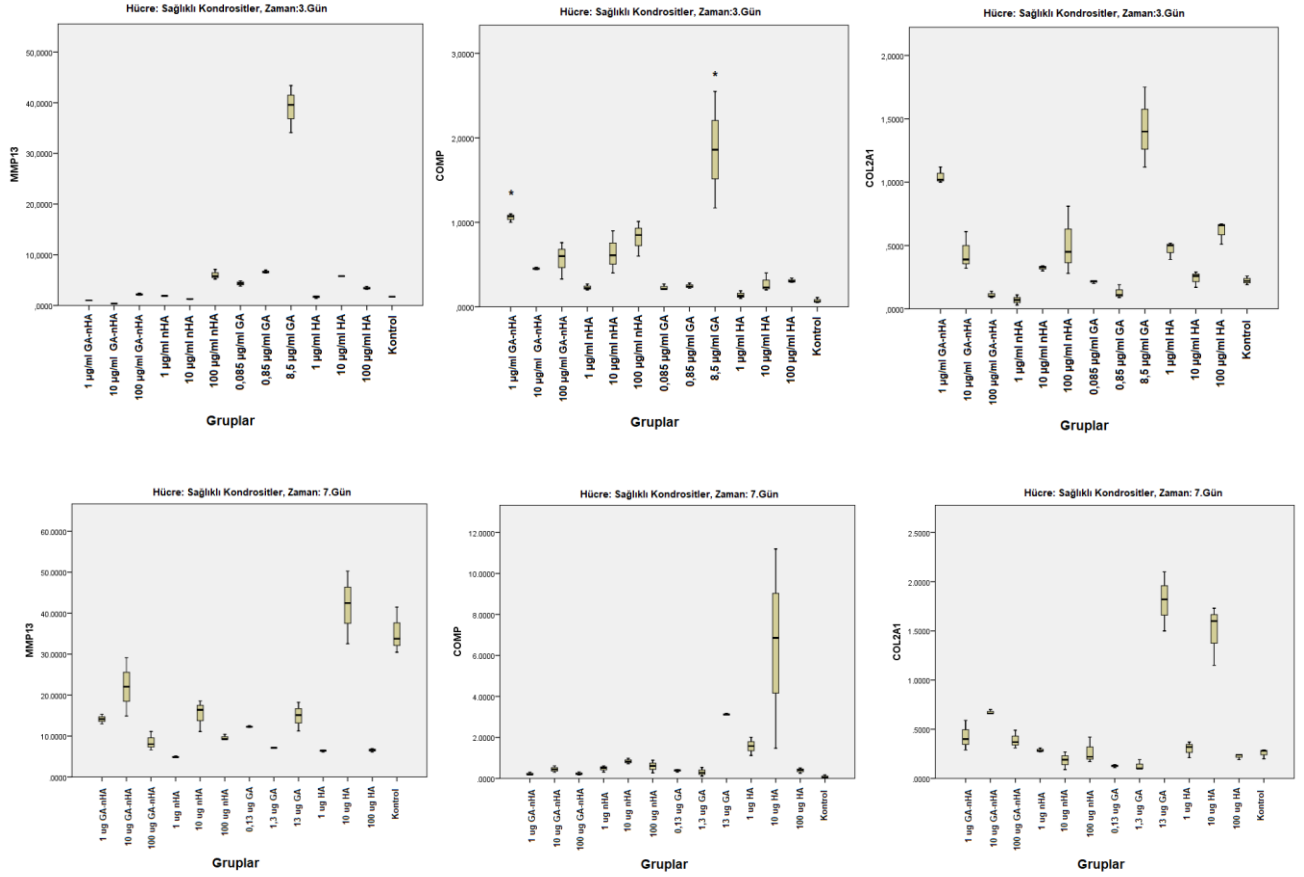 Hücre: Sağlıklı Kondrositler, Zaman:3.Gün
MMP13
50,0000
40,0000
30,0000
20,0000
10,0000
,0000
1 µg/ml GA-nHA
10 µg/ml GA-nHA
100 µg/ml GA-nHA
1 µg/ml nHA
10 µg/ml nHA
100 µg/ml nHA
0,085 µg/ml GA
0,85 µg/ml GA
8,5 µg/ml GA
1 µg/ml HA
10 µg/ml HA
100 µg/ml HA
Kontrol
Gruplar
Hücre: Sağlıklı Kondrositler, Zaman:3.Gün
COMP
3,0000
2,0000
1,0000
,0000
*
*
1 µg/ml GA-nHA
10 µg/ml GA-nHA
100 µg/ml GA-nHA
1 µg/ml nHA
10 µg/ml nHA
100 µg/ml nHA
0,085 µg/ml GA
0,85 µg/ml GA
8,5 µg/ml GA
1 µg/ml HA
10 µg/ml HA
100 µg/ml HA
Kontrol
Gruplar
Hücre: Sağlıklı Kondrositler, Zaman:3.Gün
COL2A1
2,0000
1,5000
1,0000
,5000
,0000
1 µg/ml GA-nHA
10 µg/ml GA-nHA
100 µg/ml GA-nHA
1 µg/ml nHA
10 µg/ml nHA
100 µg/ml nHA
0,085 µg/ml GA
0,85 µg/ml GA
8,5 µg/ml GA
1 µg/ml HA
10 µg/ml HA
100 µg/ml HA
Kontrol
Gruplar
Hücre: Sağlıklı Kondrositler, Zaman: 7.Gün
MMP13
60.0000
50.0000
40.0000
30.0000
20.0000
10.0000
.0000
1 ug GA-nHA
10 ug GA-nHA
100 ug GA-nHA
1 ug nHA
10 ug nHA
100 ug nHA
0,13 ug GA
1,3 ug GA
13 ug GA
1 ug HA
10 ug HA
100 ug HA
Kontrol
Gruplar
Hücre: Sağlıklı Kondrositler, Zaman: 7.Gün
COMP
12.0000
10.0000
8.0000
6.0000
4.0000
2.0000
.0000
1 ug GA-nHA
10 ug GA-nHA
100 ug GA-nHA
1 ug nHA
10 ug nHA
100 ug nHA
0,13 ug GA
1,3 ug GA
13 ug GA
1 ug HA
10 ug HA
100 ug HA
Kontrol
Gruplar
Hücre: Sağlıklı Kondrositler, Zaman: 7.Gün
COL2A1
2.5000
2.0000
1.5000
1.0000
.5000
.0000
1 ug GA-nHA
10 ug GA-nHA
100 ug GA-nHA
1 ug nHA
10 ug nHA
100 ug nHA
0,13 ug GA
1,3 ug GA
13 ug GA
1 ug HA
10 ug HA
100 ug HA
Kontrol
Gruplar